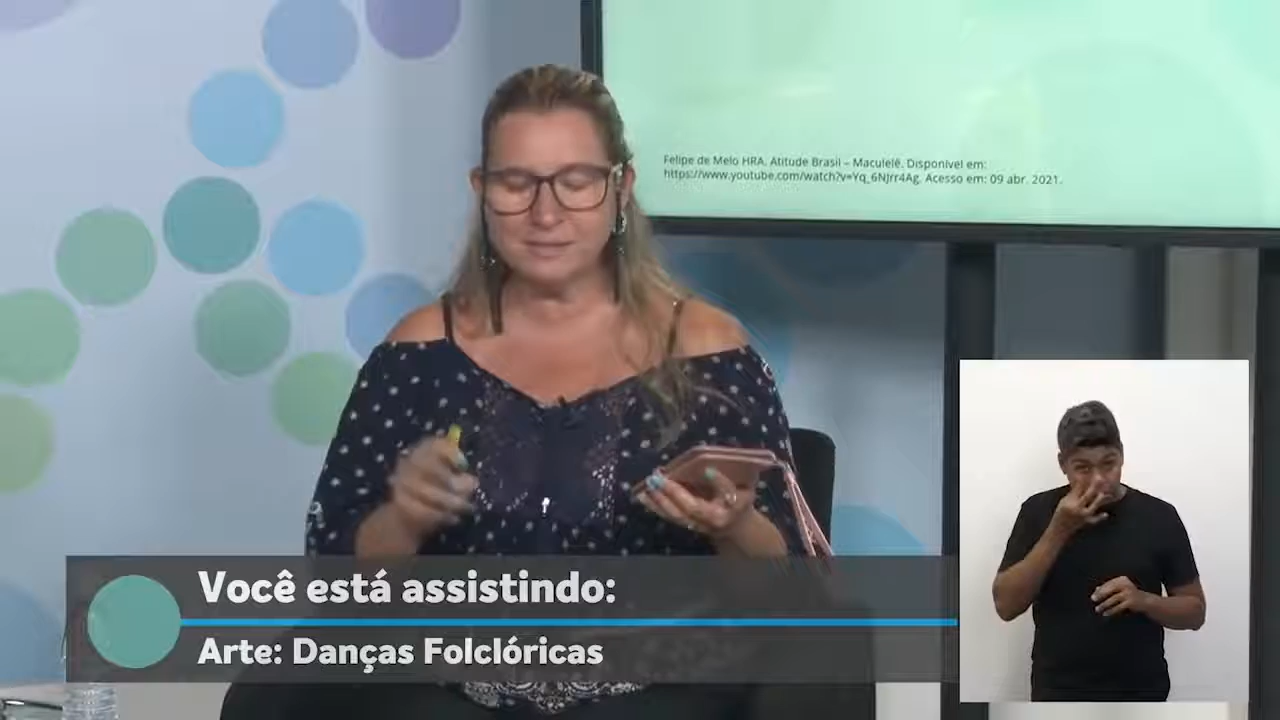 Felipe de Melo HRA. Atitude Brasil – Maculelê. Disponível em:
https://www.youtube.com/watch?v=Yq_6NJrr4Ag. Acesso em: 09 abr. 2021.
Você está assistindo:
Arte: Danças Folclóricas